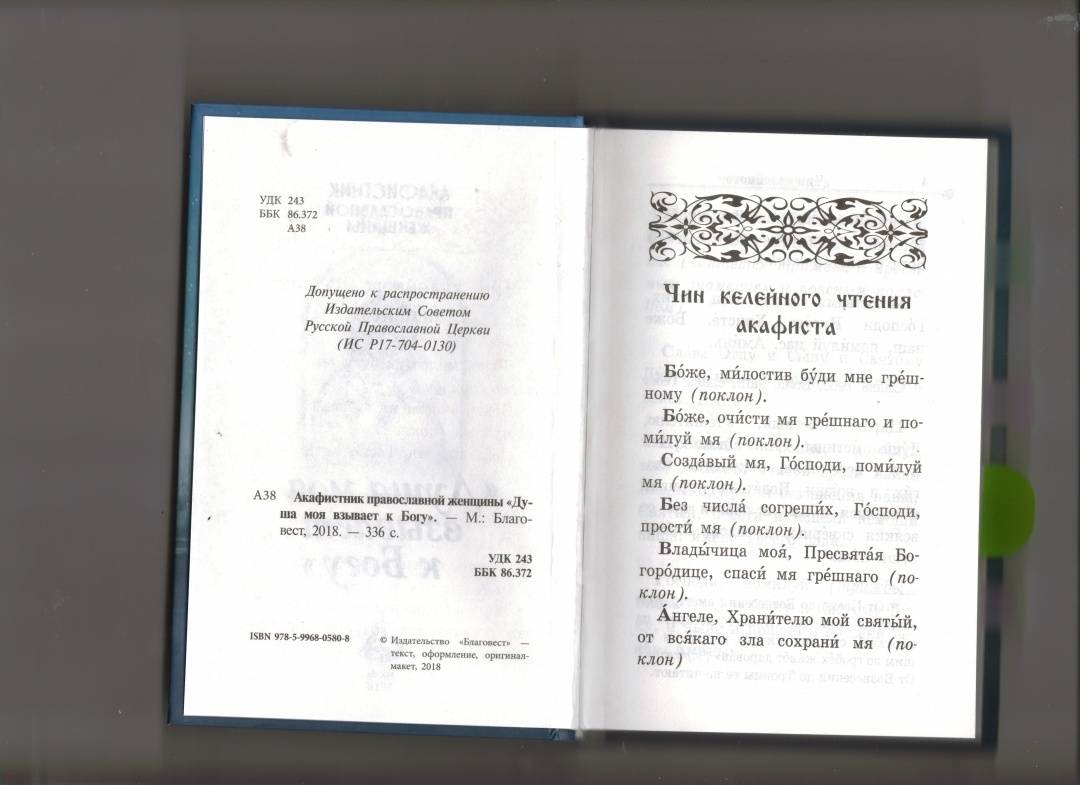 УДК 243
ББК 86.372
А38
Допущено к распространению
Издательским Советом
Русской Православной Церкви
(ИС Р17-704-0130)
А38 Акафистник православной женщины «Ду-
ша моя взывает к Богу». — М.: Благо-
вест, 2018. — 336 с.
УДК 243
ББК 86.372
ISBN 978-5-9968-0580-8
© Издательство «Благовест» —
текст, оформление, оригинал-
макет, 2018
Чин келейного чтения
акафиста
Бо́же, ми́лостив бу́ди мне гре́ш-
ному (поклон).
Бо́же, очи́сти мя гре́шнаго и по-
ми́луй мя (поклон).
Созда́вый мя, Го́споди, поми́луй
мя (поклон).
Без числа́ согреши́х, Го́споди,
прости́ мя (поклон).
Влады́чица моя́, Пресвята́я Бо-
горо́дице, спаси́ мя гре́шнаго (по-
клон).
А́нгеле, Храни́телю мой святы́й,
от вся́каго зла сохрани́ мя (по-
клон)